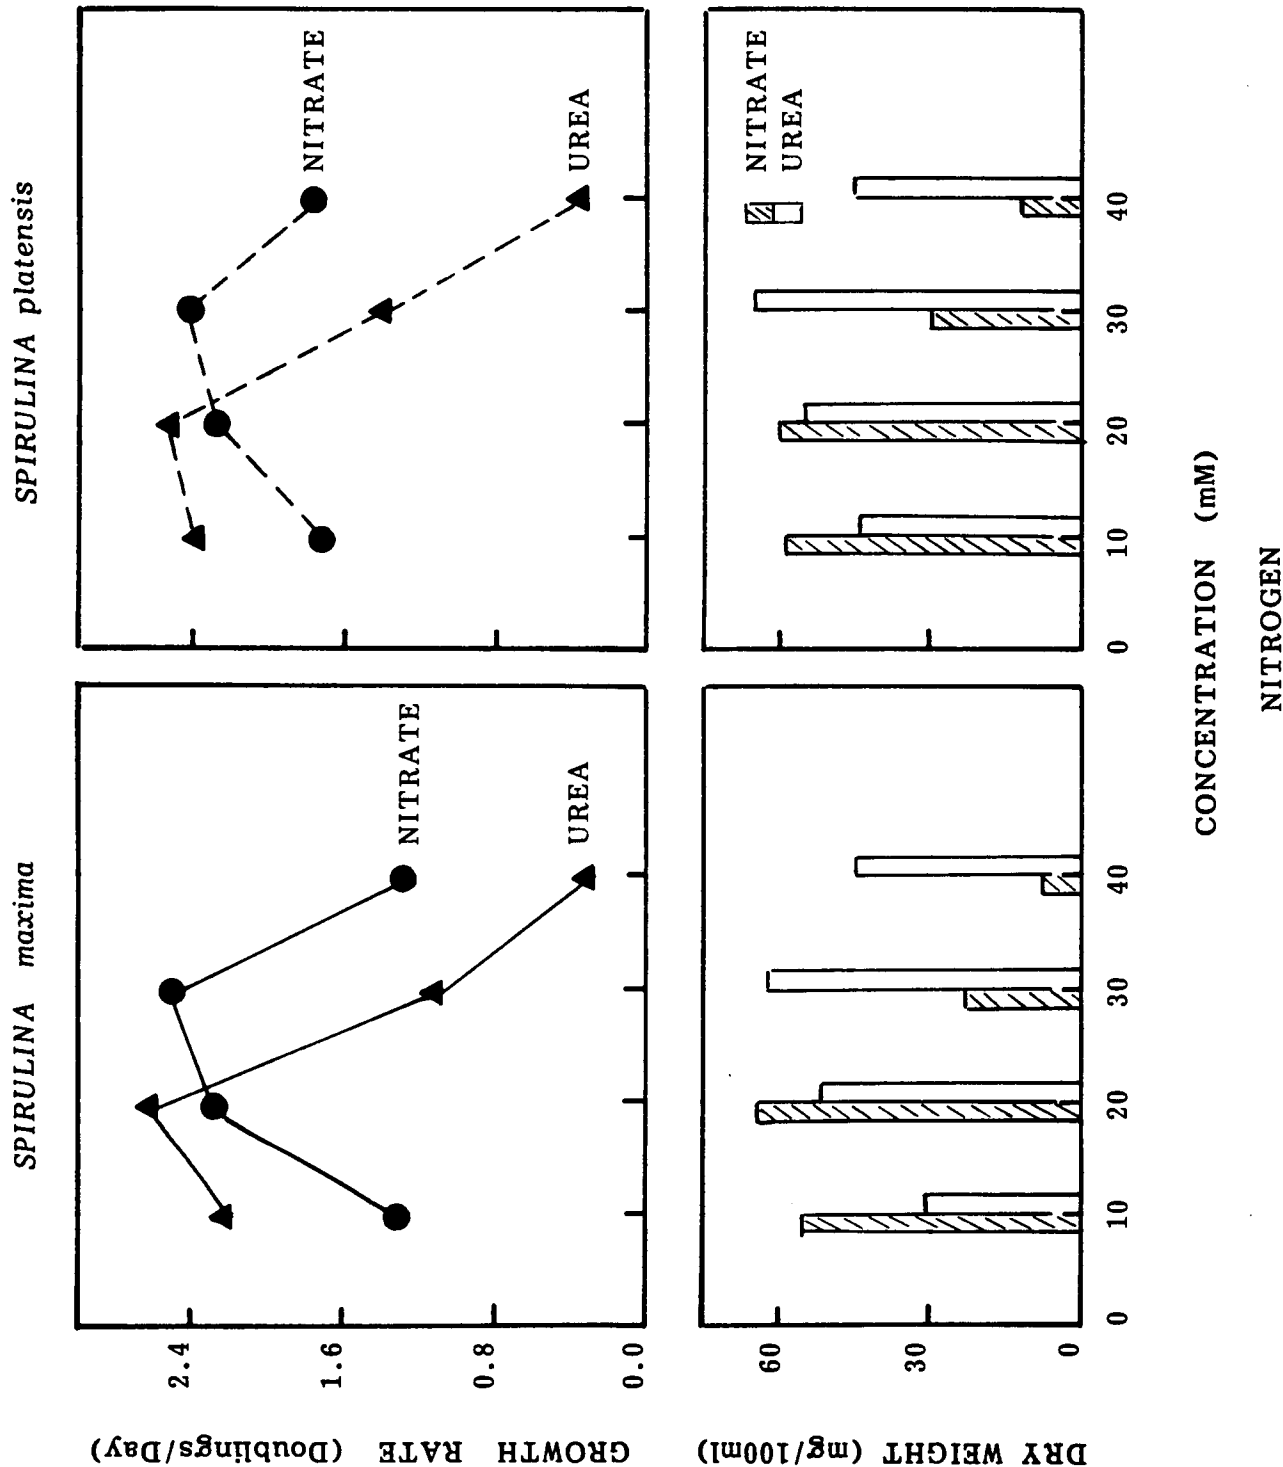 SPIRULINA maxima
SPIRULINA platensis
GROWTH RATE (Doublings/Day)
2.4
1.6
0.8
0.0
NITRATE
UREA
NITRATE
UREA
DRY WEIGHT (mg/100ml)
60
30
0
NITRATE
UREA
0 10 20 30 40
0 10 20 30 40
CONCENTRATION (mM)
NITROGEN